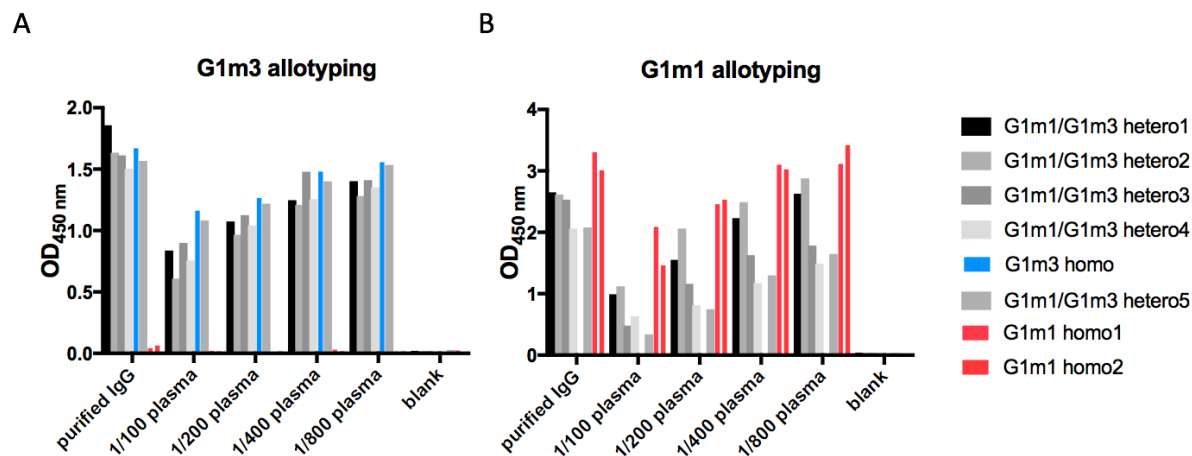 A
G1m3 allotyping
2.0
1.5
1.0
0.5
0.0
OD450 nm
purified IgG
1/100 plasma
1/200 plasma
1/400 plasma
1/800 plasma
blank
B
G1m1 allotyping
4
3
2
1
0
OD450 nm
purified IgG
1/100 plasma
1/200 plasma
1/400 plasma
1/800 plasma
blank
G1m1/G1m3 hetero1
G1m1/G1m3 hetero2
G1m1/G1m3 hetero3
G1m1/G1m3 hetero4
G1m3 homo
G1m1/G1m3 hetero5
G1m1 homo1
G1m1 homo2